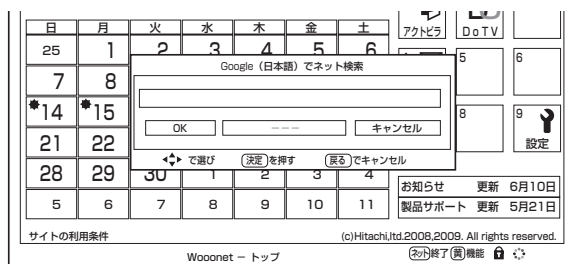 日 月 火 水 木 金 土
アクトビラ DoTV
25 1 2 3 4 5 6
5 6
Google（日本語）でネット検索
7 8
14 15
OK --- キャンセル
8 9
設定
21 22
で選び 決定を押す 戻るでキャンセル
28 29 30 1 2 3 4
お知らせ 更新 6月10日
5 6 7 8 9 10 11
製品サポート 更新 5月21日
サイトの利用条件 (c)Hitachi,ltd.2008,2009. All rights reserved.
Wooonet – トップ ネット終了 黄機能